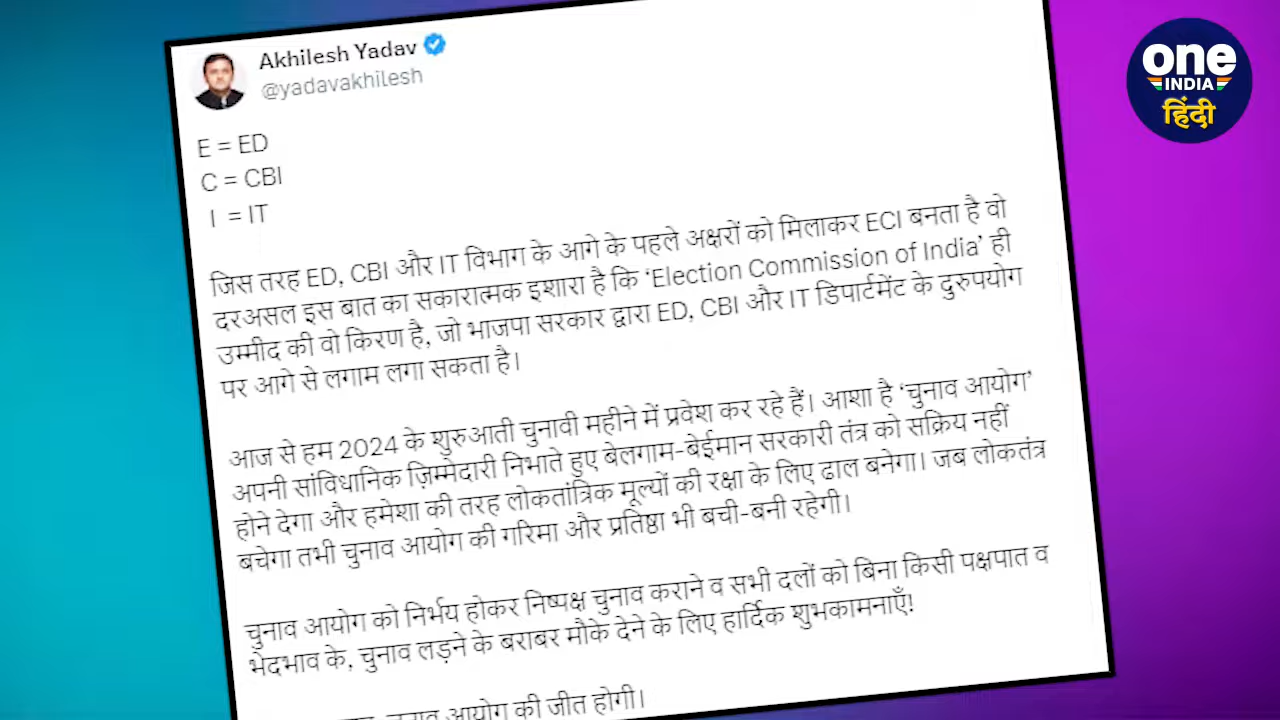 Akhilesh Yadav
@yadavakhilesh
one
INDIA
हिंदी
E = ED
C = CBI
I = IT
जिस तरह ED, CBI और IT विभाग के आगे के पहले अक्षरों को मिलाकर ECI बनता है वो
दरअसल इस बात का सकारात्मक इशारा है कि ‘Election Commission of India’ ही
उम्मीद की वो किरण है, जो भाजपा सरकार द्वारा ED, CBI और IT डिपार्टमेंट के दुरुपयोग
पर आगे से लगाम लगा सकता है।
आज से हम 2024 के शुरुआती चुनावी महीने में प्रवेश कर रहे हैं। आशा है ‘चुनाव आयोग’
अपनी सांविधानिक ज़िम्मेदारी निभाते हुए बेलगाम-बेईमान सरकारी तंत्र को सक्रिय नहीं
होने देगा और हमेशा की तरह लोकतांत्रिक मूल्यों की रक्षा के लिए ढाल बनेगा। जब लोकतंत्र
बचेगा तभी चुनाव आयोग की गरिमा और प्रतिष्ठा भी बची-बनी रहेगी।
चुनाव आयोग को निर्भय होकर निष्पक्ष चुनाव कराने व सभी दलों को बिना किसी पक्षपात व
भेदभाव के, चुनाव लड़ने के बराबर मौके देने के लिए हार्दिक शुभकामनाएँ!
चुनाव आयोग की जीत होगी।